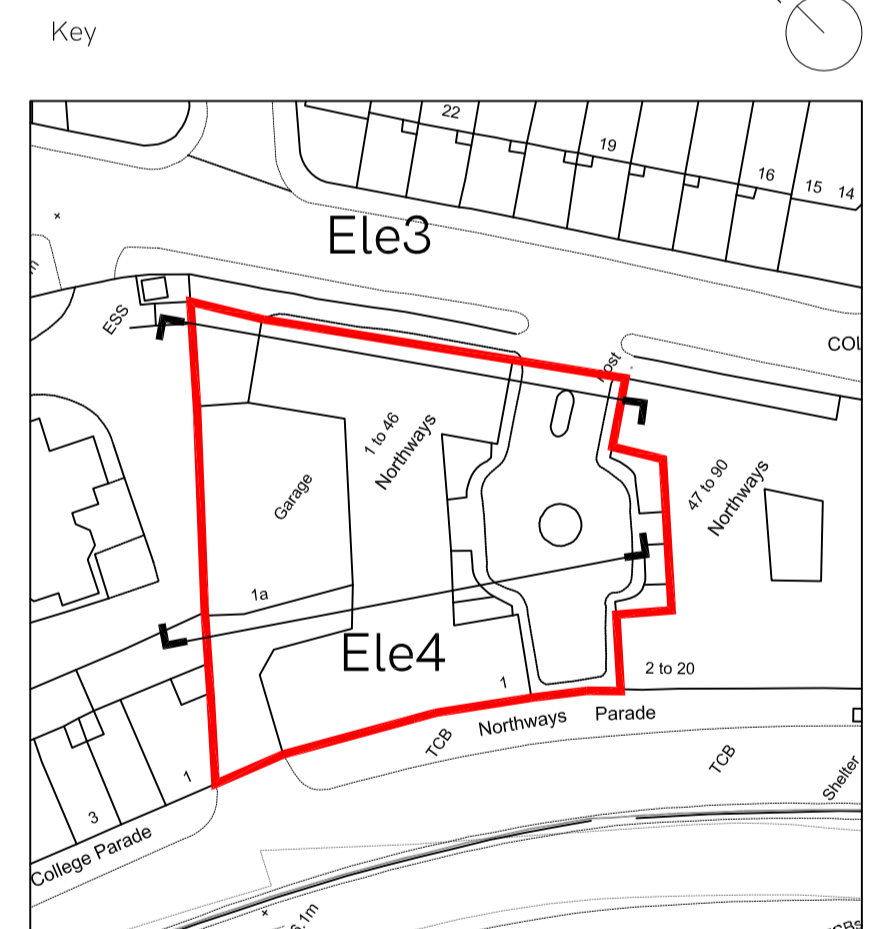 Key
22
19
16
15
14
Ele3
ESS
COL
1 to 46
Northways
47 to 90
Northways
Garage
1a
Ele4
2 to 20
1
Northways Parade
TCB
TCB
Shelter
1
3
College Parade